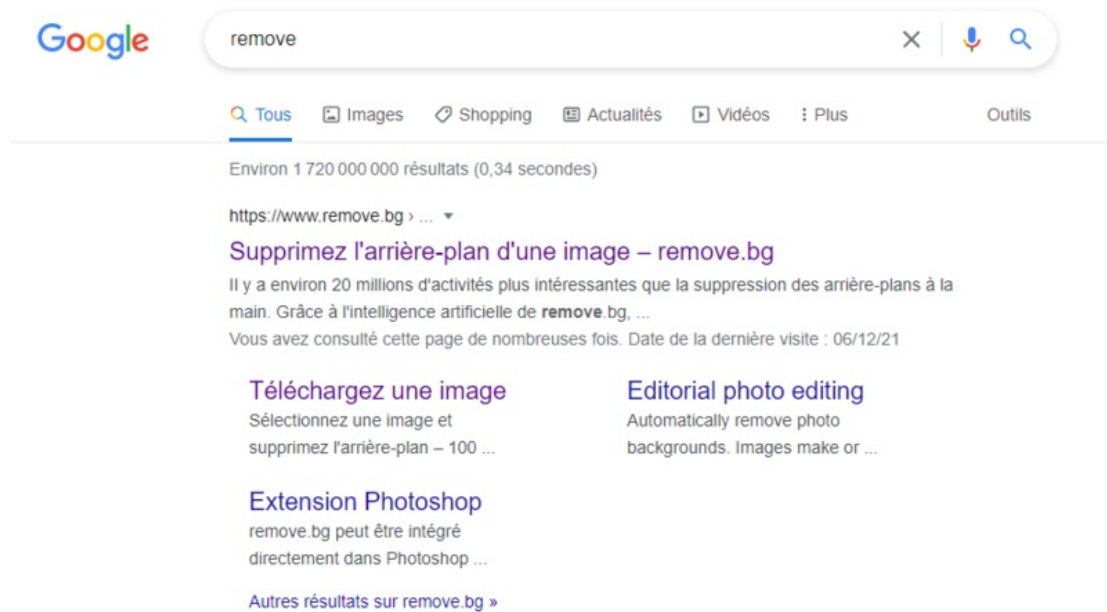 Google
remove
Tous Images Shopping Actualités Vidéos Plus Outils
Environ 1 720 000 000 résultats (0,34 secondes)
https://www.remove.bg › ...
Supprimez l'arrière-plan d'une image – remove.bg
Il y a environ 20 millions d'activités plus intéressantes que la suppression des arrière-plans à la
main. Grâce à l'intelligence artificielle de remove.bg, ...
Vous avez consulté cette page de nombreuses fois. Date de la dernière visite : 06/12/21
Téléchargez une image
Sélectionnez une image et
supprimez l'arrière-plan – 100 ...
Editorial photo editing
Automatically remove photo
backgrounds. Images make or ...
Extension Photoshop
remove.bg peut être intégré
directement dans Photoshop ...
Autres résultats sur remove.bg »